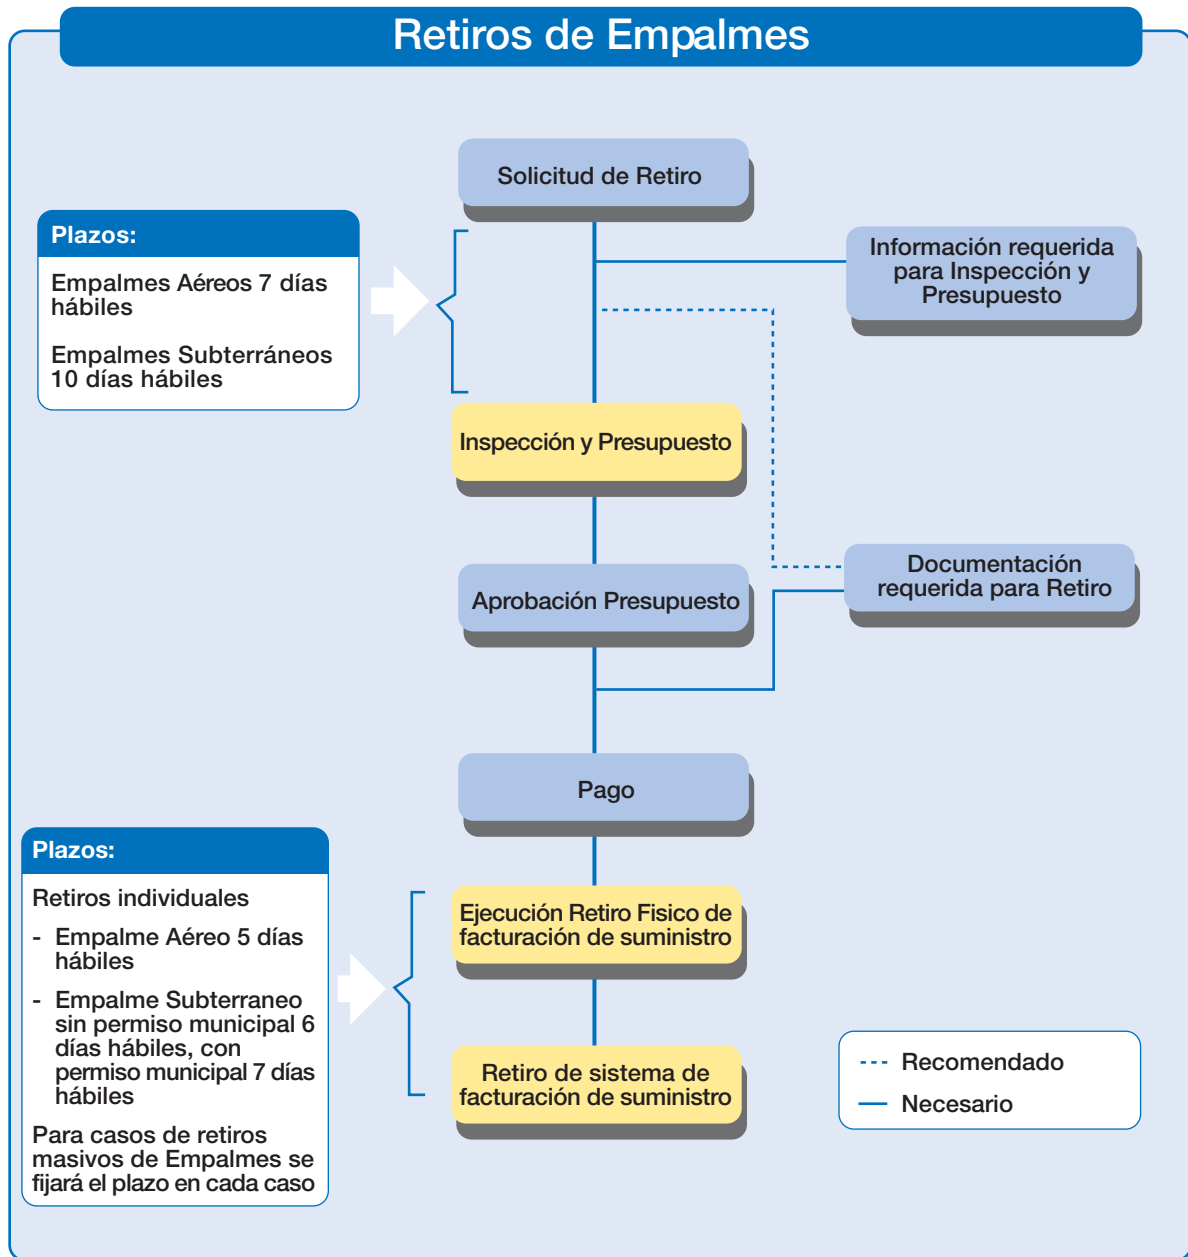 Retiros de Empalmes
Solicitud de Retiro
Plazos:
Empalmes Aéreos 7 días
hábiles
Empalmes Subterráneos
10 días hábiles
Información requerida
para Inspección y
Presupuesto
Inspección y Presupuesto
Aprobación Presupuesto
Documentación
requerida para Retiro
Pago
Plazos:
Retiros individuales
- Empalme Aéreo 5 días
hábiles
- Empalme Subterraneo
sin permiso municipal 6
días hábiles, con
permiso municipal 7 días
hábiles
Para casos de retiros
masivos de Empalmes se
fijará el plazo en cada caso
Ejecución Retiro Fisico de
facturación de suministro
Retiro de sistema de
facturación de suministro
Recomendado
Necesario